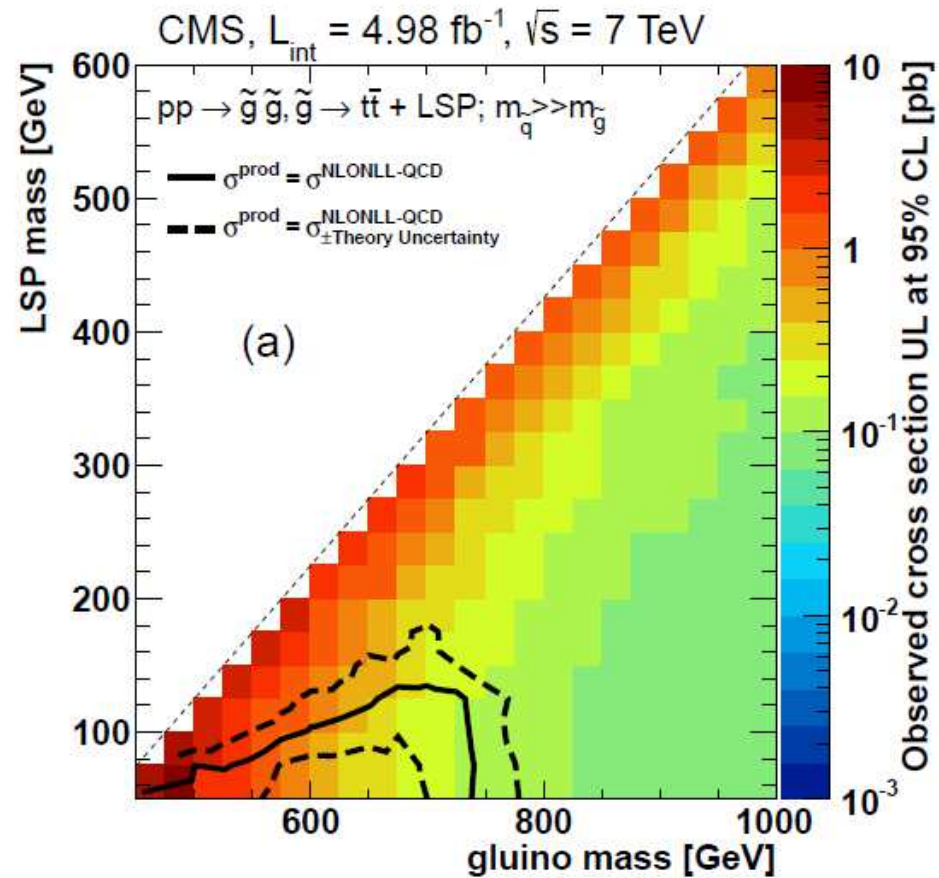 CMS, L_int = 4.98 fb⁻¹, √s = 7 TeV
pp → g̃ g̃, g̃ → tt̄ + LSP; m_q̃ >> m_g̃
σ^prod = σ^NLONLL-QCD
σ^prod = σ^NLONLL-QCD_±Theory Uncertainty
(a)
LSP mass [GeV]
600
500
400
300
200
100
600
800
1000
gluino mass [GeV]
10
1
10⁻¹
10⁻²
10⁻³
Observed cross section UL at 95% CL [pb]